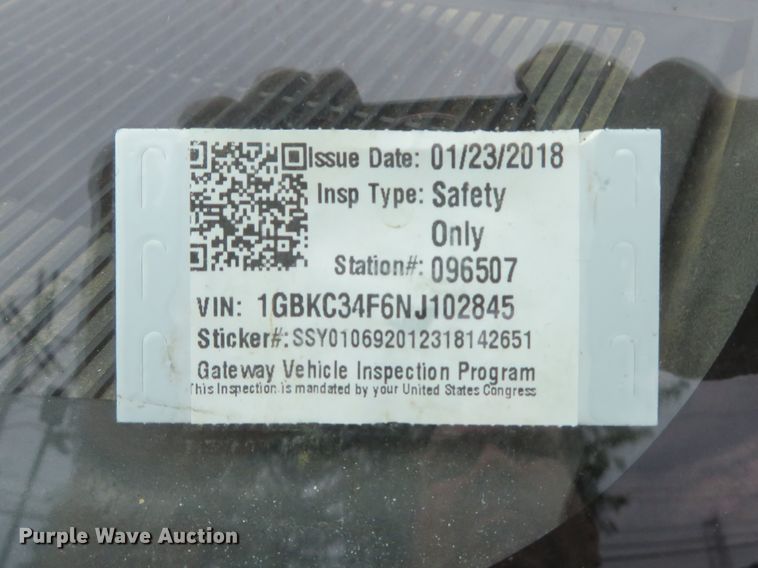 Issue Date: 01/23/2018
Insp Type: Safety
Only
Station#: 096507
VIN: 1GBKC34F6NJ102845
Sticker#:SSY010692012318142651
Gateway Vehicle Inspection Program
This Inspection is mandated by your United States Congress
Purple Wave Auction